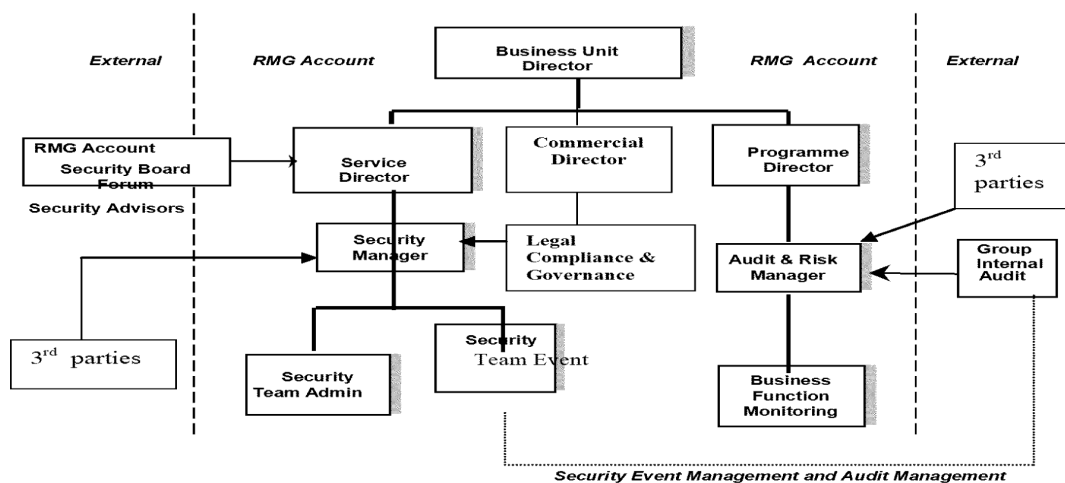 External
RMG Account
Business Unit
Director
RMG Account
External
RMG Account
Security Board
Forum
Security Advisors
Service
Director
Commercial
Director
Programme
Director
3rd
parties
Security
Manager
Legal
Compliance &
Governance
Audit & Risk
Manager
Group
Internal
Audit
3rd parties
Security
Team Admin
Security
Team Event
Business
Function
Monitoring
Security Event Management and Audit Management